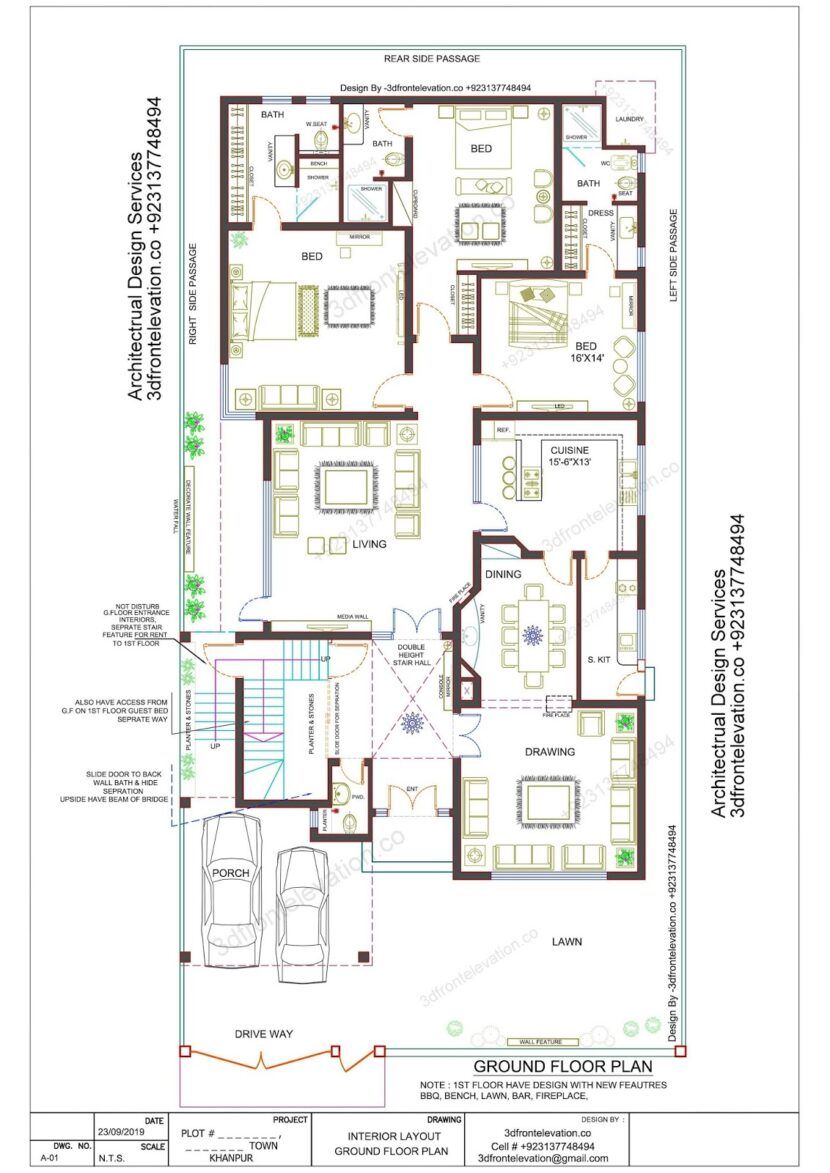 REAR SIDE PASSAGE
Design By -3dfrontelevation.co +923137748494
Architectrual Design Services
3dfrontelevation.co +923137748494
RIGHT SIDE PASSAGE
LEFT SIDE PASSAGE
BATH
W.SEAT
VANITY
BENCH
SHOWER
CLOSET
VANITY
BATH
SHOWER
CUPBOARD
BED
SHOWER
LAUNDRY
WC
SEAT
BATH
DRESS
CLOSET
VANITY
MIRROR
BED
LED
CLOSET
MIRROR
BED
16'X14'
LED
REF.
CUISINE
15'-6"X13'
DECORATE WALL FEATURE
WATER FALL
LIVING
MEDIA WALL
FIRE PLACE
DINING
VANITY
S. KIT
NOT DISTURB
G.FLOOR ENTRANCE
INTERIORS,
SEPRATE STAIR
FEATURE FOR RENT
TO 1ST FLOOR
ALSO HAVE ACCESS FROM
G.F ON 1ST FLOOR GUEST BED
SEPRATE WAY
SLIDE DOOR TO BACK
WALL BATH & HIDE
SEPRATION
UPSIDE HAVE BEAM OF BRIDGE
PLANTER & STONES
UP
UP
PLANTER & STONES
SLIDE DOOR FOR SEPRATION
DOUBLE
HEIGHT
STAIR HALL
CONSOLE
MIRROR
FIRE PLACE
DRAWING
PWD.
PLANTER
ENT
PORCH
LAWN
DRIVE WAY
WALL FEATURE
Architectrual Design Services
3dfrontelevation.co +923137748494
Design By -3dfrontelevation.co +923137748494
3dfrontelevation.co
+923137748494
GROUND FLOOR PLAN
NOTE : 1ST FLOOR HAVE DESIGN WITH NEW FEAUTRES
BBQ, BENCH, LAWN, BAR, FIREPLACE,
DATE
23/09/2019
DWG. NO.
A-01
SCALE
N.T.S.
PROJECT
PLOT # _ _ _ _ _ _ _ ,
_ _ _ _ _ _ _ TOWN
KHANPUR
DRAWING
INTERIOR LAYOUT
GROUND FLOOR PLAN
DESIGN BY :
3dfrontelevation.co
Cell # +923137748494
3dfrontelevation@gmail.com